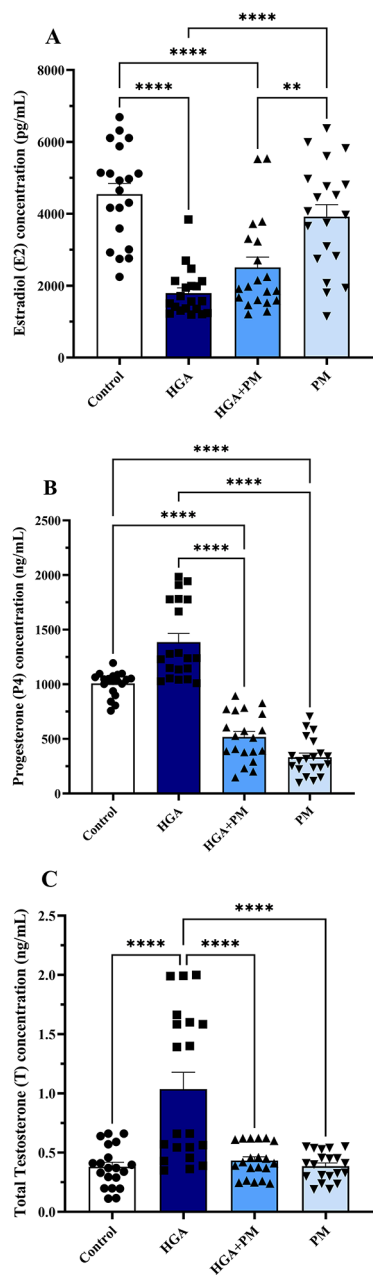 A
****
****
****
**
Estradiol (E2) concentration (pg/mL)
8000
6000
4000
2000
0
Control
HGA
HGA+PM
PM
B
****
****
****
****
Progesterone (P4) concentration (ng/mL)
2500
2000
1500
1000
500
0
Control
HGA
HGA+PM
PM
C
****
****
****
Total Testosterone (T) concentration (ng/mL)
2.5
2.0
1.5
1.0
0.5
0.0
Control
HGA
HGA+PM
PM